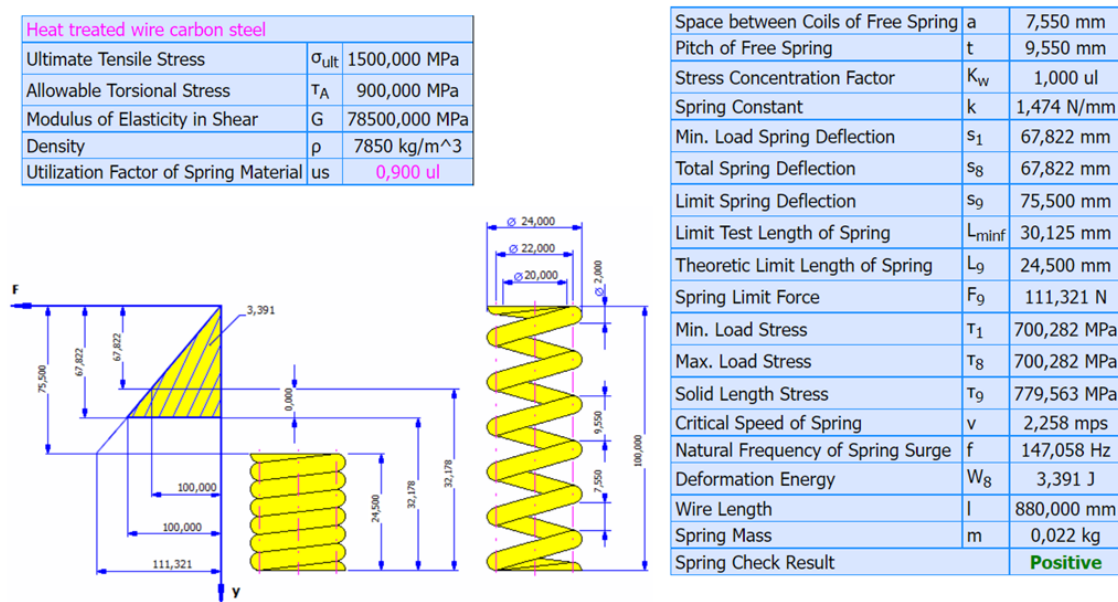 Heat treated wire carbon steel
Ultimate Tensile Stress σult 1500,000 MPa
Allowable Torsional Stress τA 900,000 MPa
Modulus of Elasticity in Shear G 78500,000 MPa
Density ρ 7850 kg/m^3
Utilization Factor of Spring Material us 0,900 ul
Space between Coils of Free Spring a 7,550 mm
Pitch of Free Spring t 9,550 mm
Stress Concentration Factor Kw 1,000 ul
Spring Constant k 1,474 N/mm
Min. Load Spring Deflection s1 67,822 mm
Total Spring Deflection s8 67,822 mm
Limit Spring Deflection s9 75,500 mm
Limit Test Length of Spring Lminf 30,125 mm
Theoretic Limit Length of Spring L9 24,500 mm
Spring Limit Force F9 111,321 N
Min. Load Stress τ1 700,282 MPa
Max. Load Stress τ8 700,282 MPa
Solid Length Stress τ9 779,563 MPa
Critical Speed of Spring v 2,258 mps
Natural Frequency of Spring Surge f 147,058 Hz
Deformation Energy W8 3,391 J
Wire Length l 880,000 mm
Spring Mass m 0,022 kg
Spring Check Result Positive
F
3,391
75,500
67,822
67,822
0,000
100,000
100,000
111,321
y
24,500
32,178
32,178
Ø 24,000
Ø 22,000
Ø 20,000
Ø 2,000
9,550
7,550
100,000